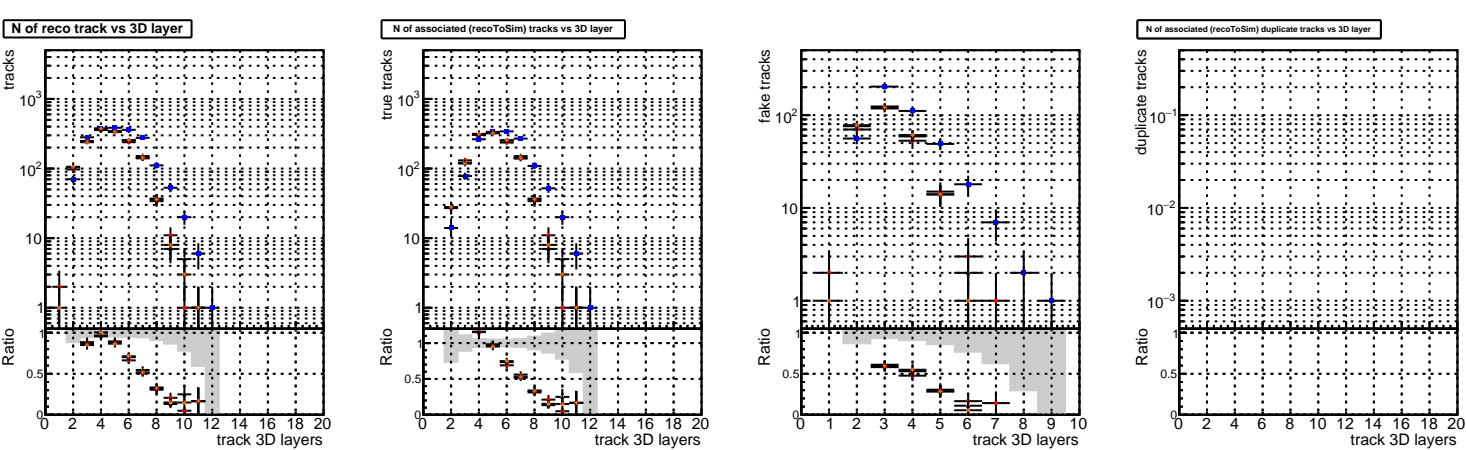 N of reco track vs 3D layer
tracks
10³
10²
10
1
Ratio
1
0.5
0
0 2 4 6 8 10 12 14 16 18 20
track 3D layers
N of associated (recoToSim) tracks vs 3D layer
true tracks
10³
10²
10
1
Ratio
1
0.5
0
0 2 4 6 8 10 12 14 16 18 20
track 3D layers
fake tracks
10²
10
1
Ratio
1
0.5
0
0 1 2 3 4 5 6 7 8 9 10
track 3D layers
N of associated (recoToSim) duplicate tracks vs 3D layer
duplicate tracks
10⁻¹
10⁻²
10⁻³
Ratio
1
0.5
0
0 2 4 6 8 10 12 14 16 18 20
track 3D layers